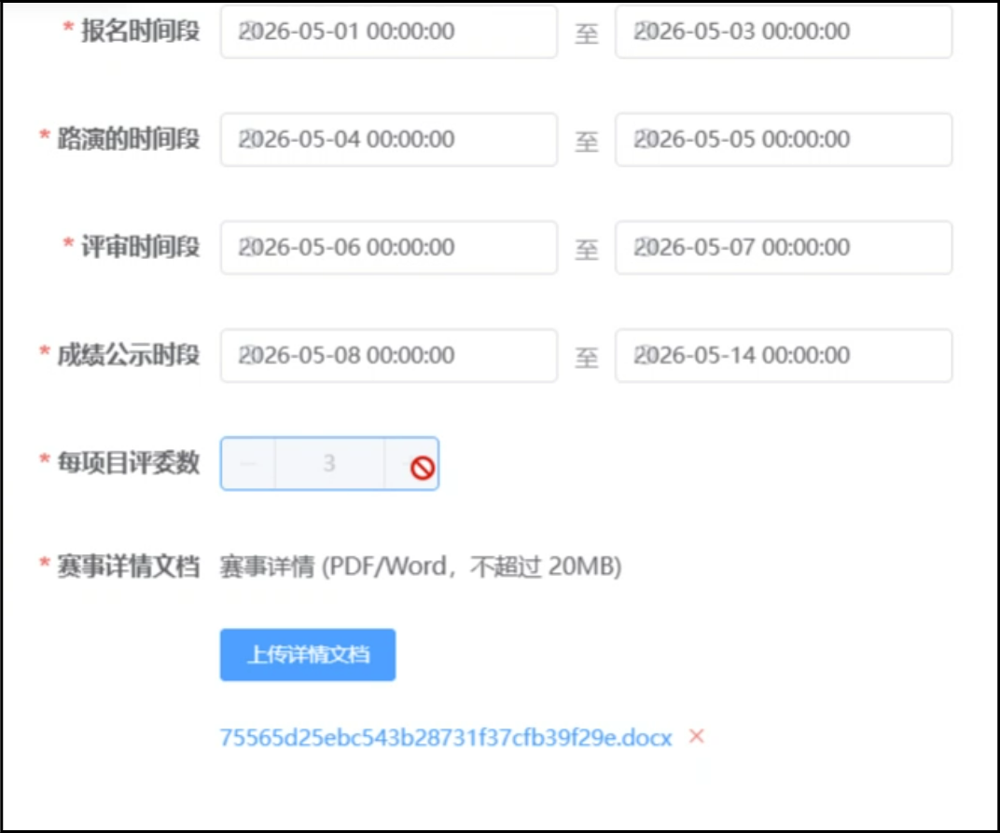 * 报名时间段 2026-05-01 00:00:00 至 2026-05-03 00:00:00
* 路演的时间段 2026-05-04 00:00:00 至 2026-05-05 00:00:00
* 评审时间段 2026-05-06 00:00:00 至 2026-05-07 00:00:00
* 成绩公示时段 2026-05-08 00:00:00 至 2026-05-14 00:00:00
* 每项目评委数 3
* 赛事详情文档 赛事详情 (PDF/Word，不超过 20MB)
上传详情文档
75565d25ebc543b28731f37cfb39f29e.docx